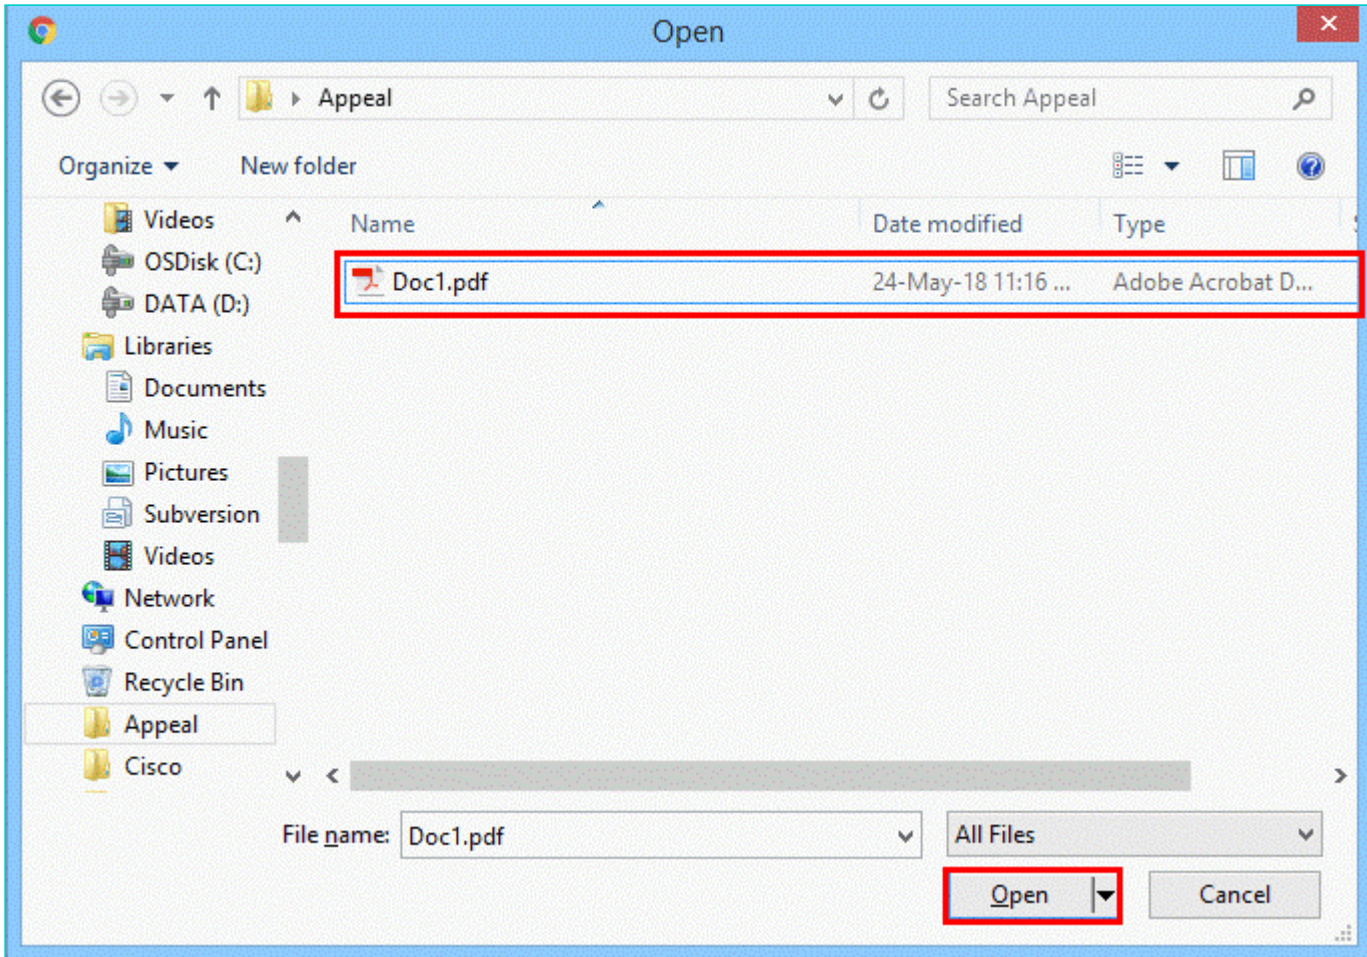 Open
Appeal
Search Appeal
Organize
New folder
Name
Date modified
Type
Doc1.pdf
24-May-18 11:16 ...
Adobe Acrobat D...
Videos
OSDisk (C:)
DATA (D:)
Libraries
Documents
Music
Pictures
Subversion
Videos
Network
Control Panel
Recycle Bin
Appeal
Cisco
File name:
Doc1.pdf
All Files
Open
Cancel